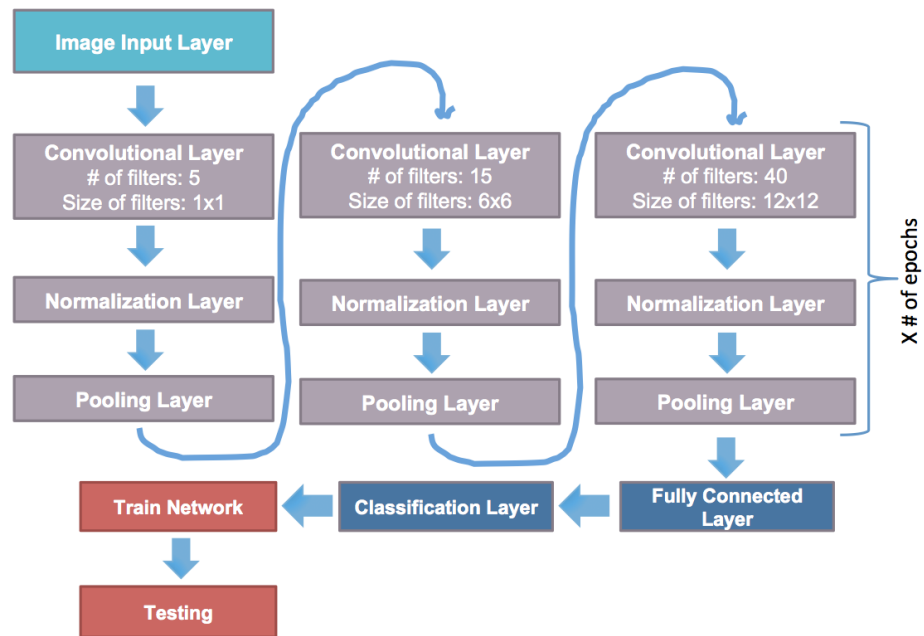 Image Input Layer
Convolutional Layer
# of filters: 5
Size of filters: 1x1
Normalization Layer
Pooling Layer
Convolutional Layer
# of filters: 15
Size of filters: 6x6
Normalization Layer
Pooling Layer
Convolutional Layer
# of filters: 40
Size of filters: 12x12
Normalization Layer
Pooling Layer
X # of epochs
Fully Connected
Layer
Classification Layer
Train Network
Testing